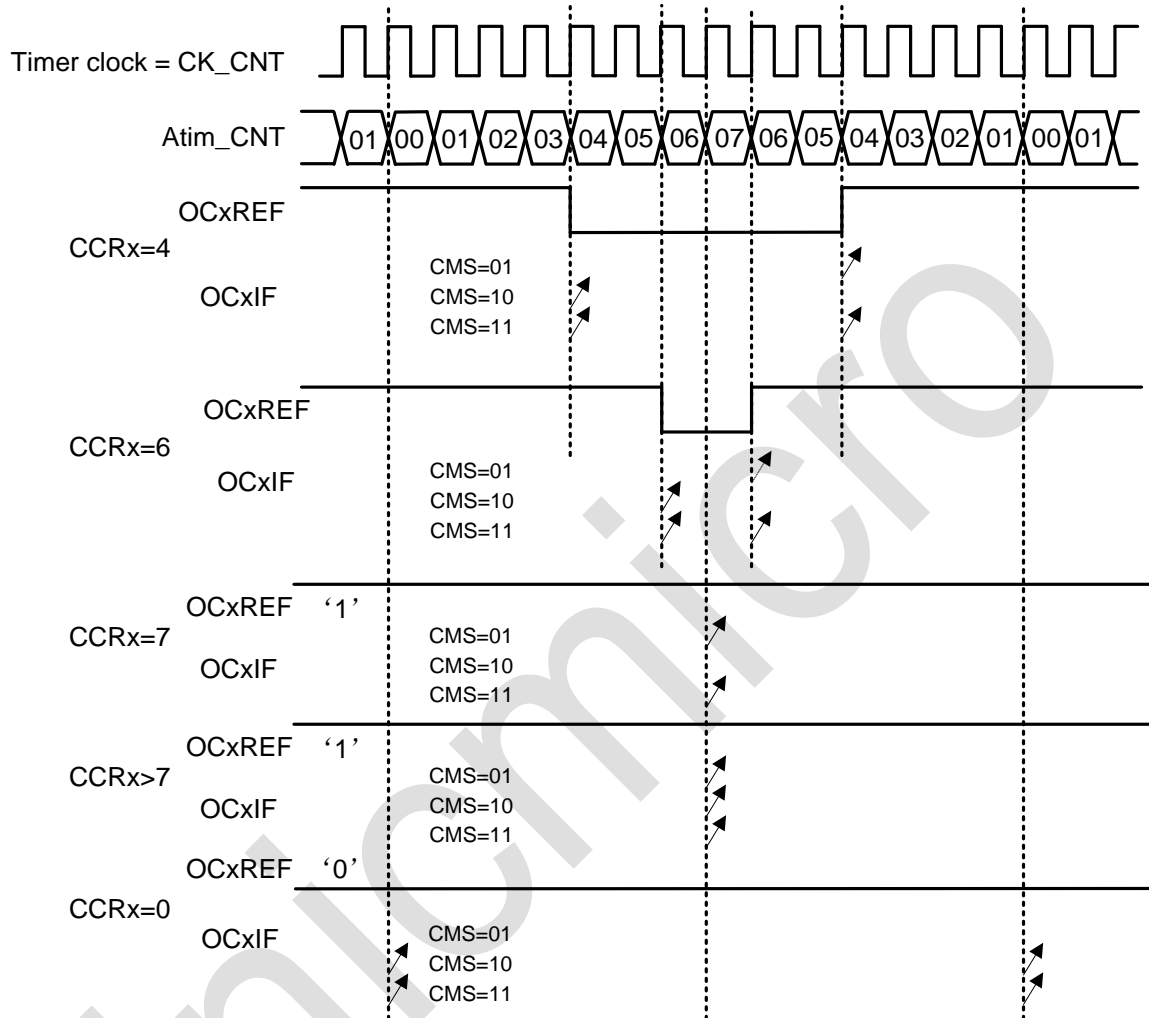 Timer clock = CK_CNT
Atim_CNT 01 00 01 02 03 04 05 06 07 06 05 04 03 02 01 00 01
OCxREF
CCRx=4
OCxIF
CMS=01
CMS=10
CMS=11
OCxREF
CCRx=6
OCxIF
CMS=01
CMS=10
CMS=11
OCxREF ‘1’
CCRx=7
OCxIF
CMS=01
CMS=10
CMS=11
OCxREF ‘1’
CCRx>7
OCxIF
CMS=01
CMS=10
CMS=11
OCxREF ‘0’
CCRx=0
OCxIF
CMS=01
CMS=10
CMS=11